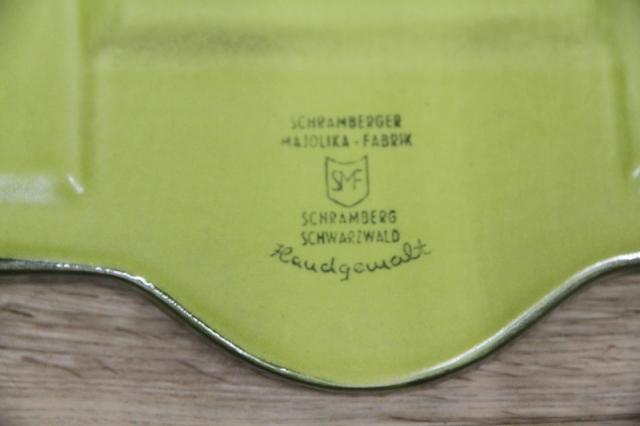 SCHRAMBERGER
MAJOLIKA - FABRIK
SMF
SCHRAMBERG
SCHWARZWALD
Handgemalt